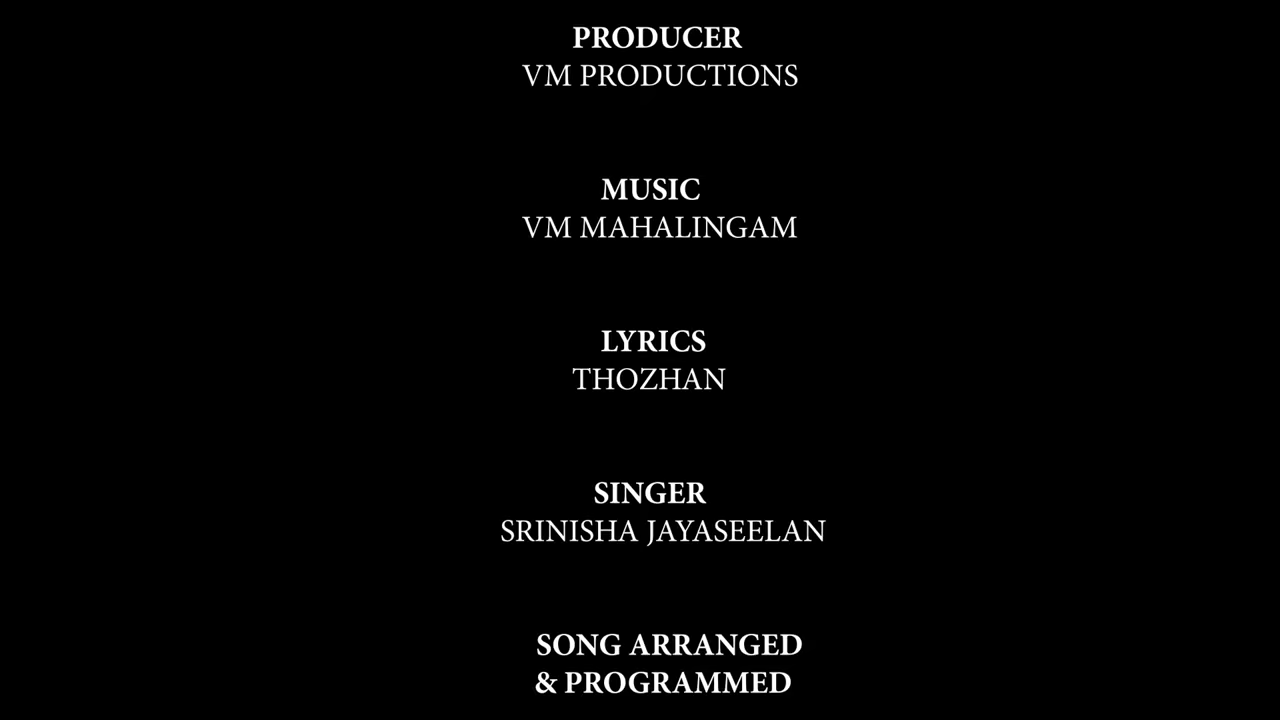 PRODUCER
VM PRODUCTIONS
MUSIC
VM MAHALINGAM
LYRICS
THOZHAN
SINGER
SRINISHA JAYASEELAN
SONG ARRANGED
& PROGRAMMED